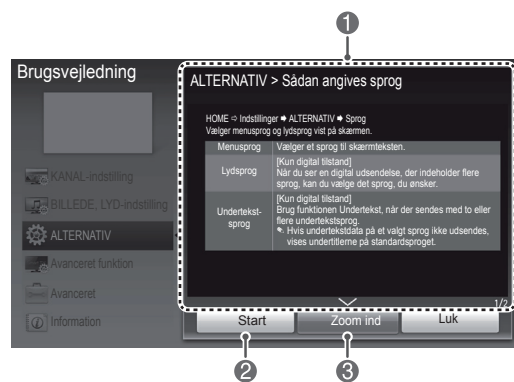 1
Brugsvejledning
ALTERNATIV > Sådan angives sprog
HOME ⇨ Indstillinger ➡ ALTERNATIV ➡ Sprog
Vælger menusprog og lydsprog vist på skærmen.
Menusprog Vælger et sprog til skærmteksten.
Lydsprog [Kun digital tilstand]
Når du ser en digital udsendelse, der indeholder flere
sprog, kan du vælge det sprog, du ønsker.
Undertekst-
sprog
[Kun digital tilstand]
Brug funktionen Undertekst, når der sendes med to eller
flere undertekstsprog.
Hvis undertekstdata på et valgt sprog ikke udsendes,
vises undertitlerne på standardsproget.
KANAL-indstilling
BILLEDE, LYD-indstilling
ALTERNATIV
Avanceret funktion
Avanceret
Information
1/2
Start
Zoom ind
Luk
2
3